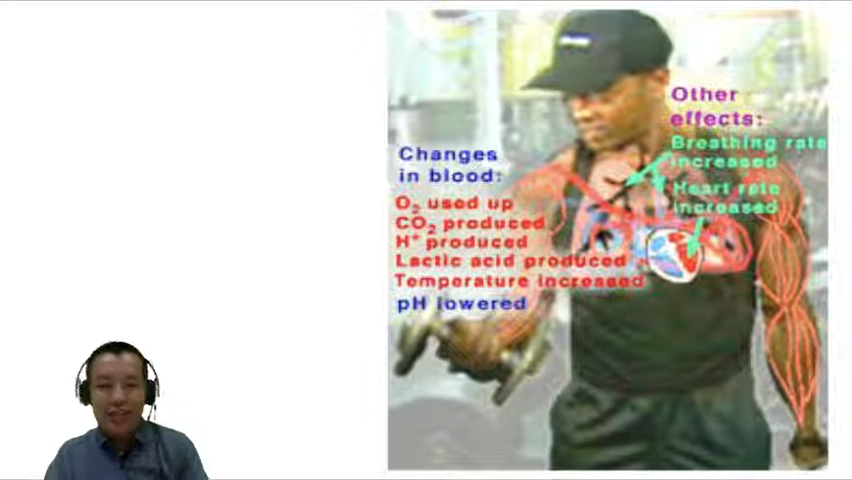 Changes
in blood:
O₂ used up
CO₂ produced
H⁺ produced
Lactic acid produced
Temperature increased
pH lowered
Other
effects:
Breathing rate
increased
Heart rate
increased